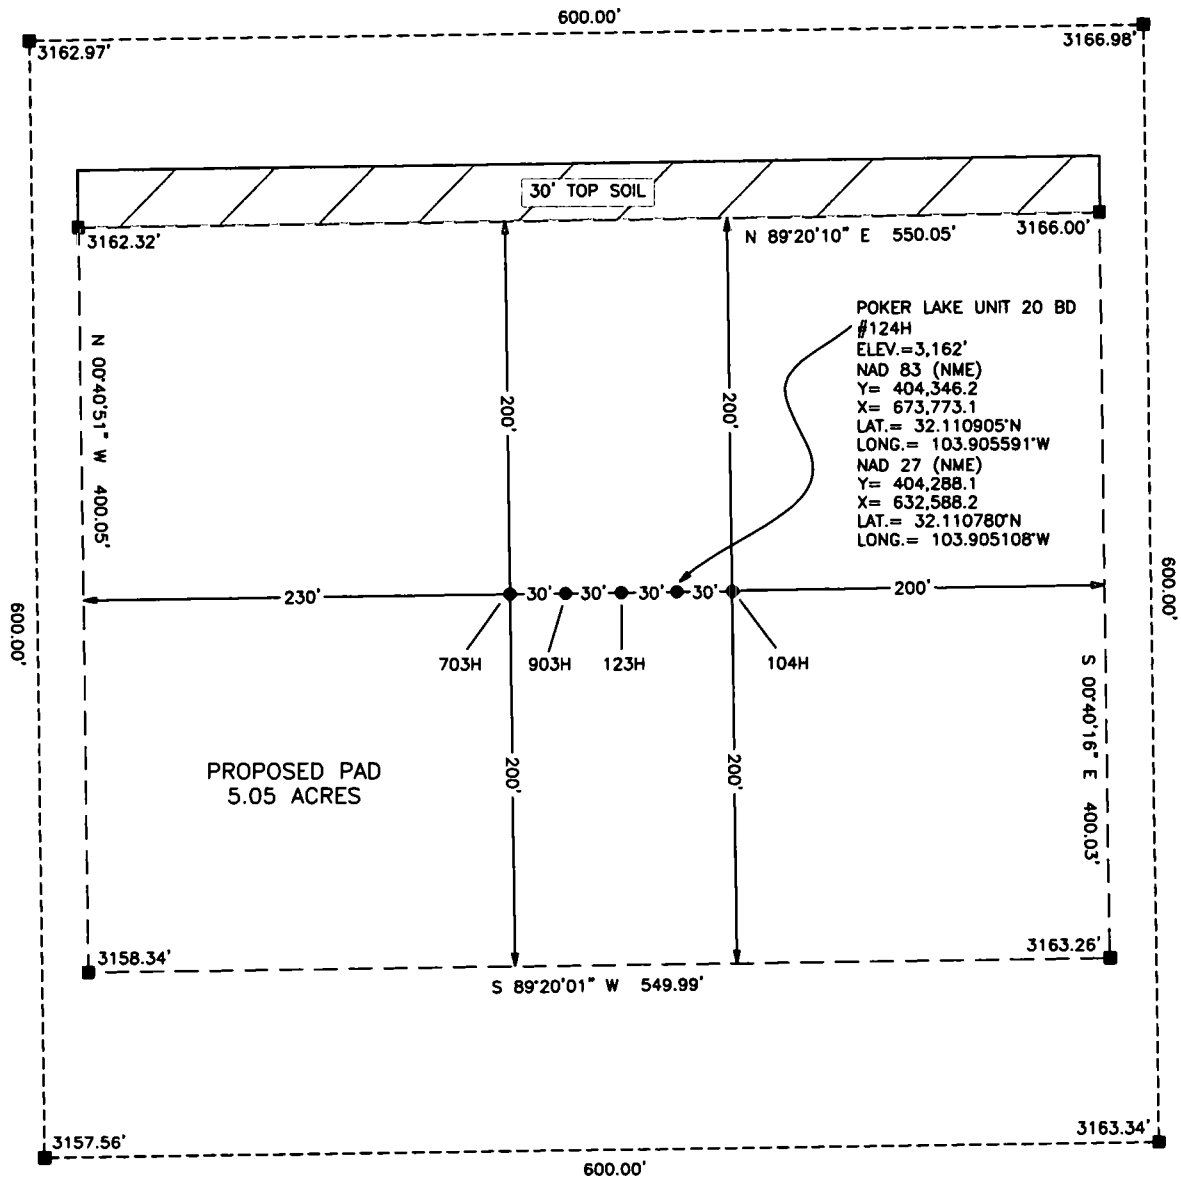 600.00'
3162.97'
3166.98'
30' TOP SOIL
3162.32'
N 89°20'10" E 550.05'
3166.00'
POKER LAKE UNIT 20 BD
#124H
ELEV.=3,162'
NAD 83 (NME)
Y= 404,346.2
X= 673,773.1
LAT.= 32.110905°N
LONG.= 103.905591°W
NAD 27 (NME)
Y= 404,288.1
X= 632,588.2
LAT.= 32.110780°N
LONG.= 103.905108°W
N 00°40'51" W 400.05'
200'
200'
600.00'
600.00'
230'
30'
30'
30'
30'
200'
703H
903H
123H
104H
S 00°40'16" E 400.03'
PROPOSED PAD
5.05 ACRES
200'
200'
3158.34'
3163.26'
S 89°20'01" W 549.99'
3157.56'
3163.34'
600.00'